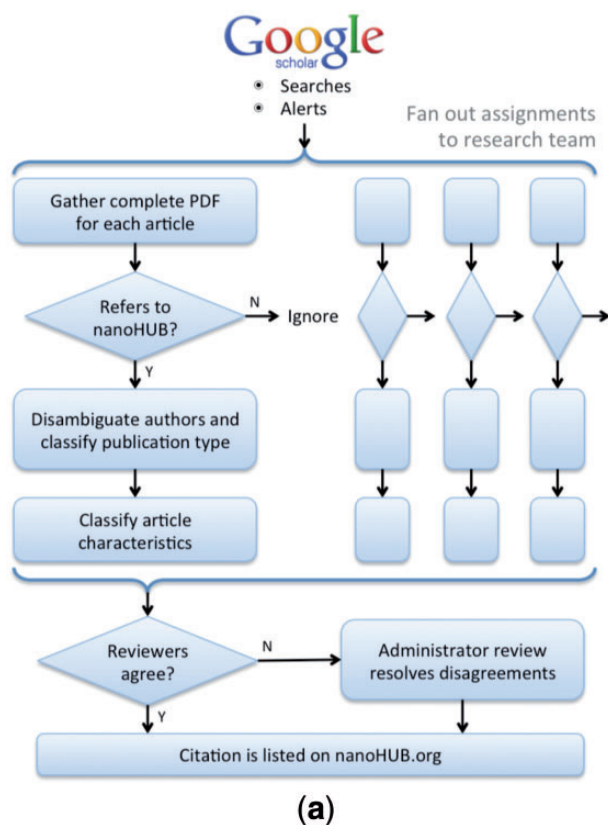 Google
scholar
Searches
Alerts
Fan out assignments
to research team
Gather complete PDF
for each article
Refers to
nanoHUB?
N
Ignore
Y
Disambiguate authors and
classify publication type
Classify article
characteristics
Reviewers
agree?
N
Administrator review
resolves disagreements
Y
Citation is listed on nanoHUB.org
(a)